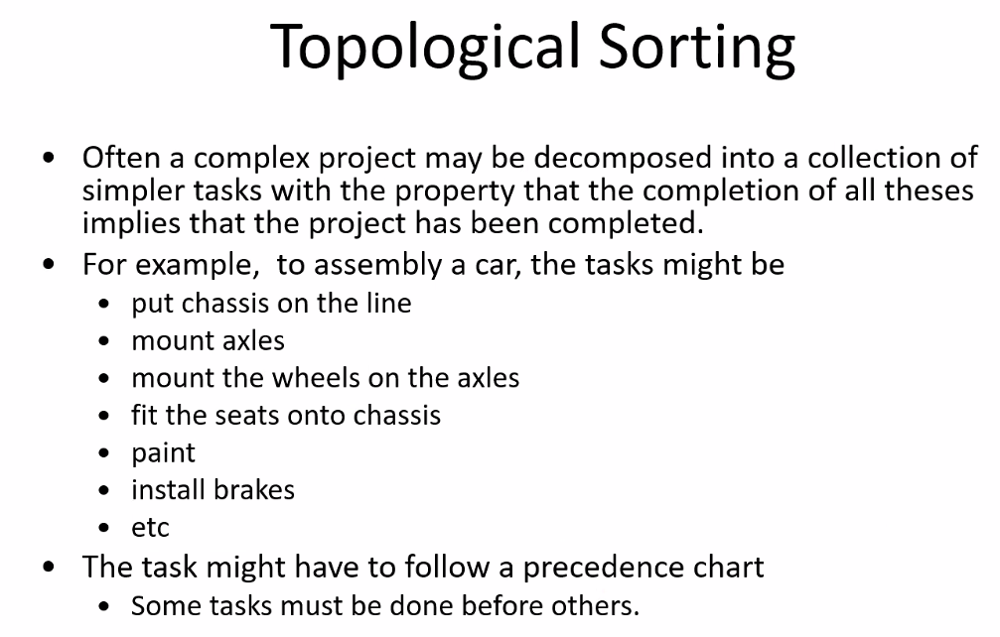 Topological Sorting
• Often a complex project may be decomposed into a collection of
simpler tasks with the property that the completion of all theses
implies that the project has been completed.
• For example,  to assembly a car, the tasks might be
• put chassis on the line
• mount axles
• mount the wheels on the axles
• fit the seats onto chassis
• paint
• install brakes
• etc
• The task might have to follow a precedence chart
• Some tasks must be done before others.